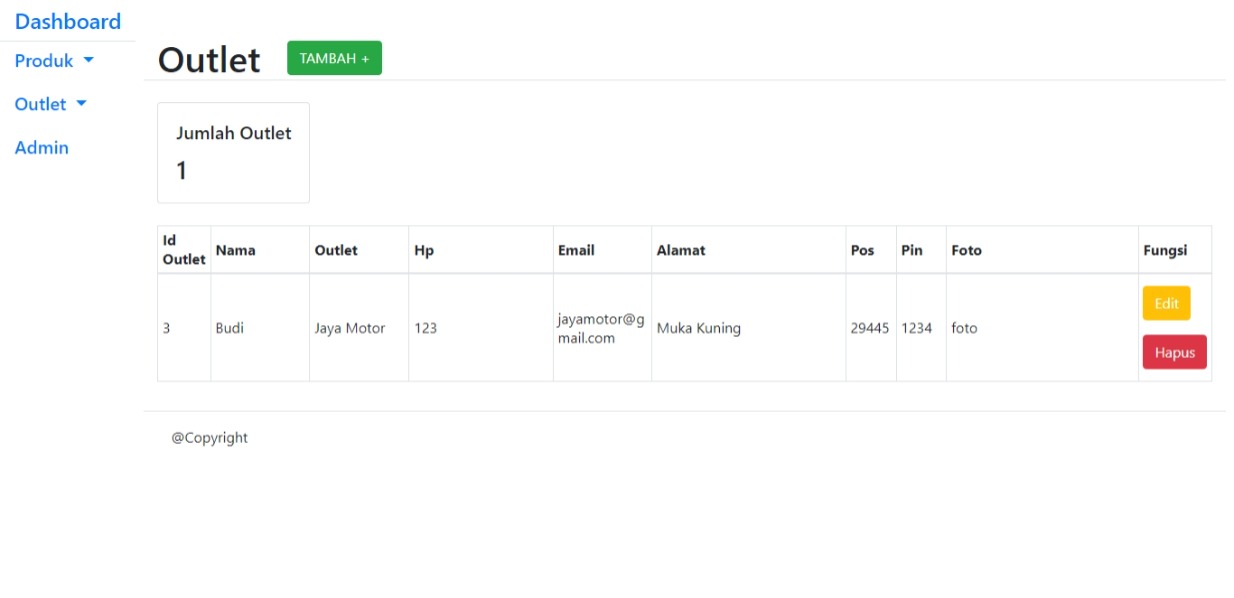 Dashboard
Produk
Outlet
Admin
Outlet
TAMBAH +
Jumlah Outlet
1
Id Outlet Nama Outlet Hp Email Alamat Pos Pin Foto Fungsi
3 Budi Jaya Motor 123 jayamotor@gmail.com Muka Kuning 29445 1234 foto Edit
Hapus
@Copyright